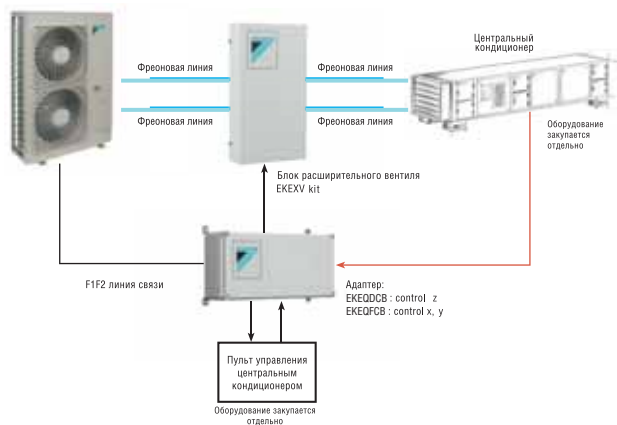 Центральный
кондиционер
Фреоновая линия
Фреоновая линия
Фреоновая линия
Фреоновая линия
Оборудование
закупается
отдельно
Блок расширительного вентиля
EKEXV kit
F1F2 линия связи
Адаптер:
EKEQDCB : control z
EKEQFCB : control x, y
Пульт управления
центральным
кондиционером
Оборудование закупается
отдельно